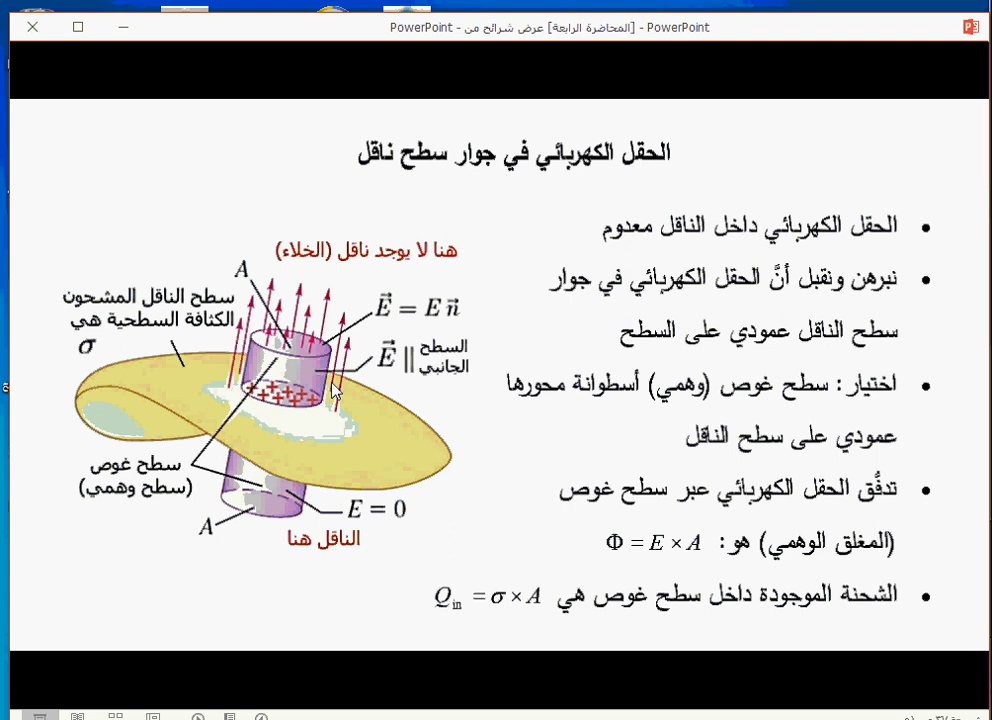 PowerPoint - [المحاضرة الرابعة] عرض شرائح من - PowerPoint
الحقل الكهربائي في جوار سطح ناقل
الحقل الكهربائي داخل الناقل معدوم
نبرهن ونقبل أنَّ الحقل الكهربائي في جوار
سطح الناقل عمودي على السطح
اختيار: سطح غوص (وهمي) أسطوانة محورها
عمودي على سطح الناقل
تدفُّق الحقل الكهربائي عبر سطح غوص
(المغلق الوهمي) هو: Φ = E × A
الشحنة الموجودة داخل سطح غوص هي Q_in = σ × A
هنا لا يوجد ناقل (الخلاء)
A
سطح الناقل المشحون
الكثافة السطحية هي
σ
E⃗ = E n⃗
E⃗ || السطح
الجانبي
سطح غوص
(سطح وهمي)
E = 0
A
الناقل هنا